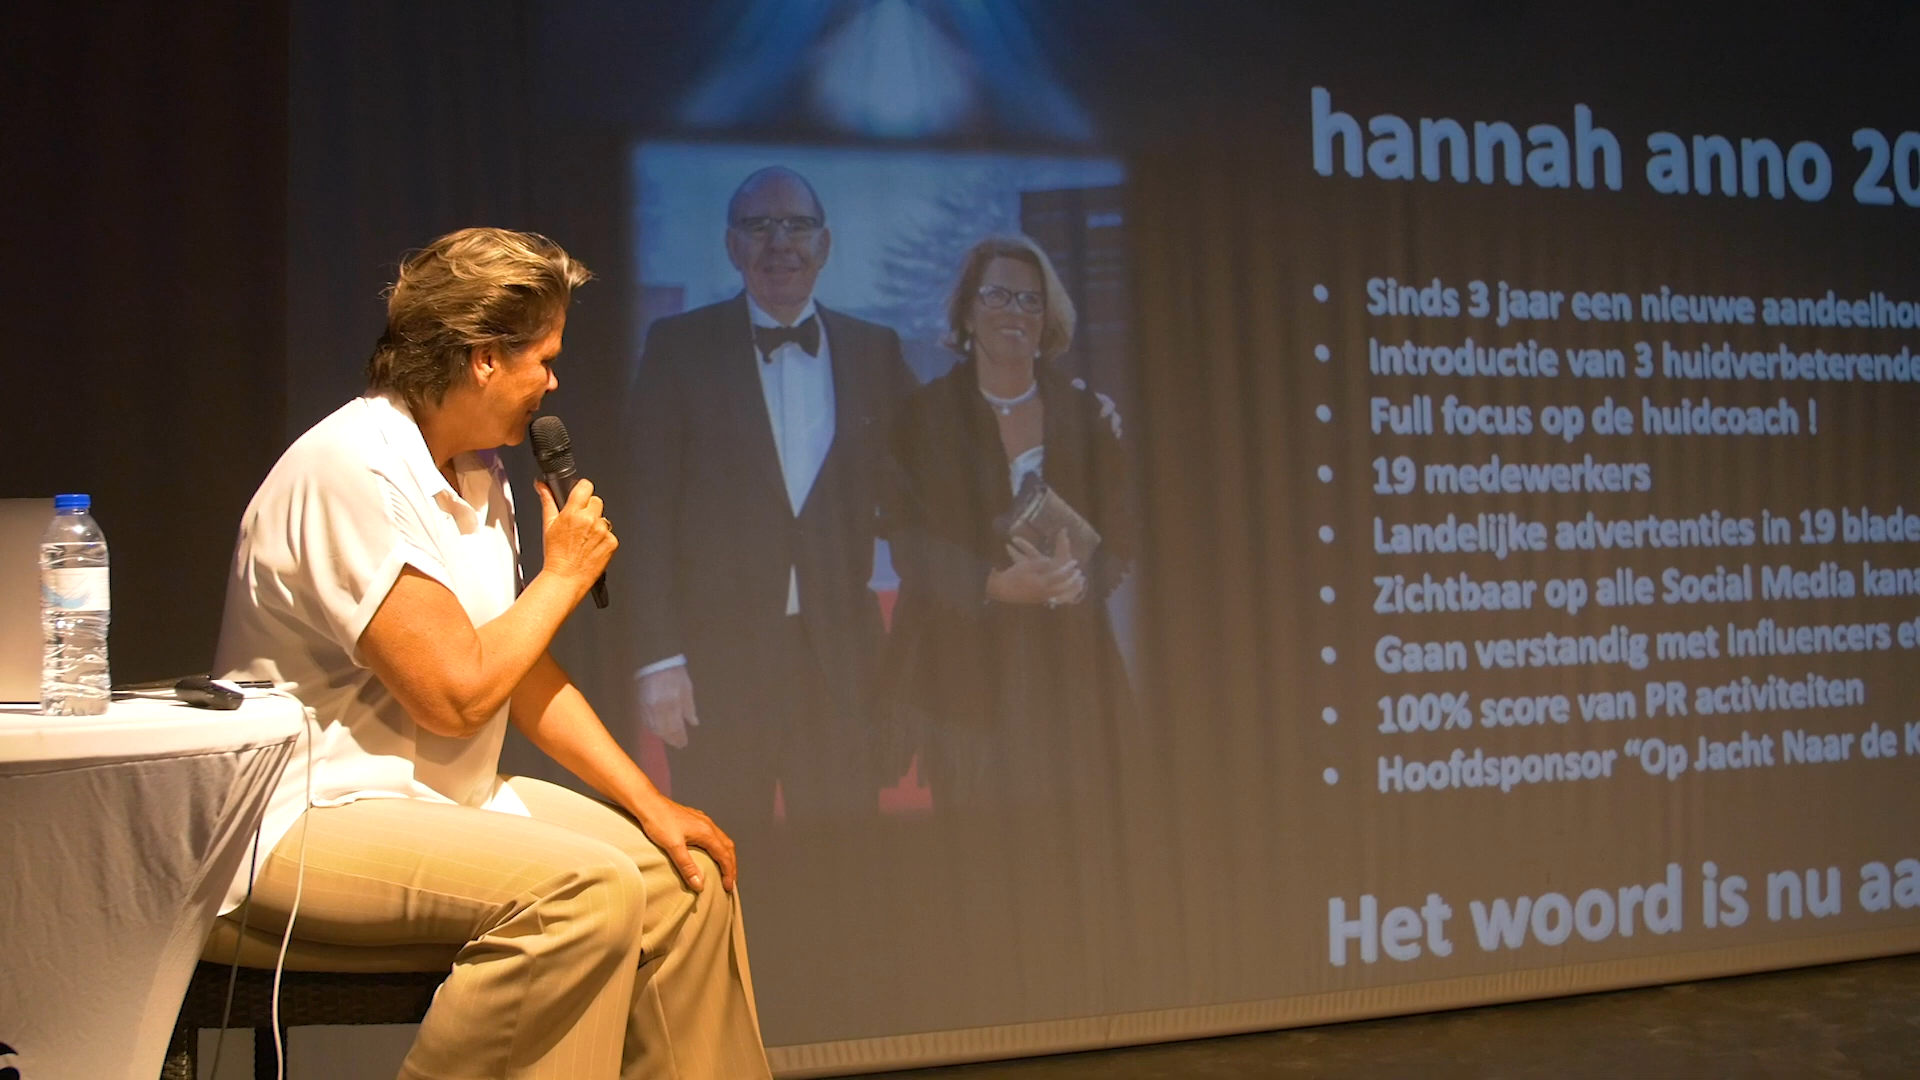 hannah anno 20
Sinds 3 jaar een nieuwe aandeelhou
Introductie van 3 huidverbeterende
Full focus op de huidcoach !
19 medewerkers
Landelijke advertenties in 19 blade
Zichtbaar op alle Social Media kana
Gaan verstandig met Influencers et
100% score van PR activiteiten
Hoofdsponsor “Op Jacht Naar de K
Het woord is nu aa